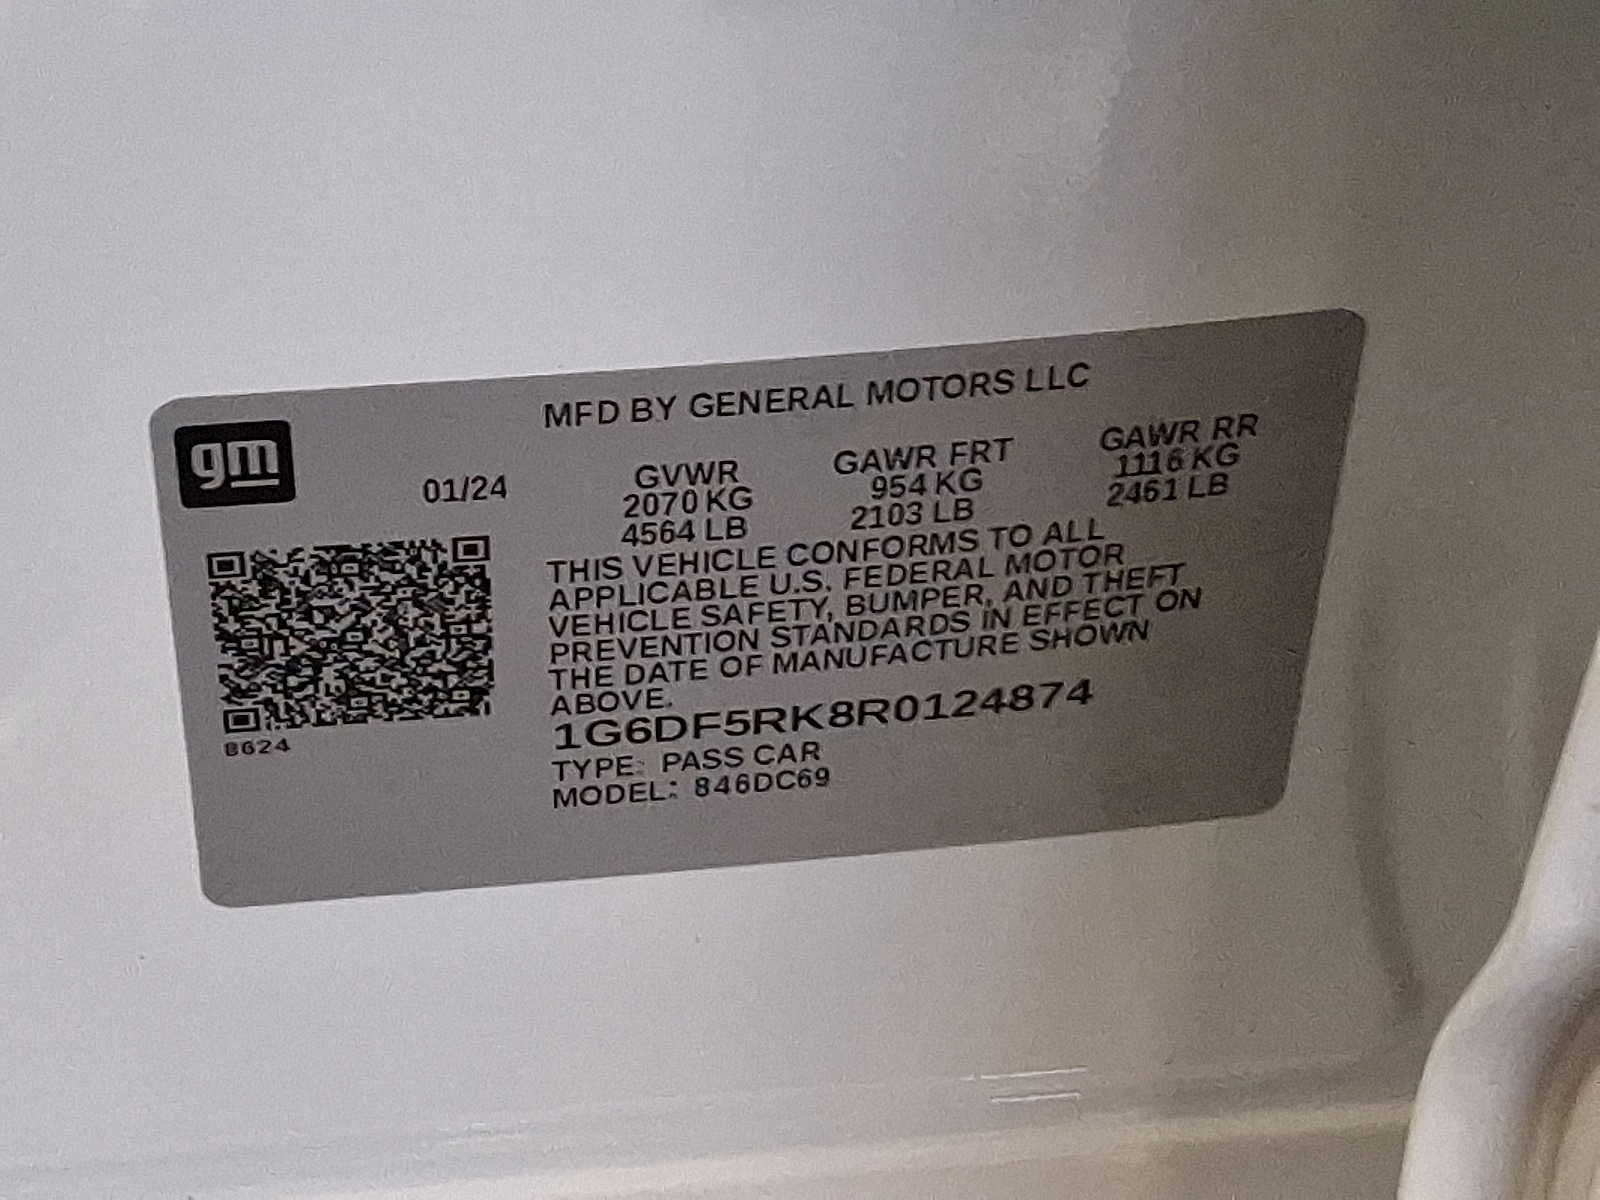 MFD BY GENERAL MOTORS LLC
gm
01/24
GVWR GAWR FRT GAWR RR
2070 KG 954 KG 1116 KG
4564 LB 2103 LB 2461 LB
THIS VEHICLE CONFORMS TO ALL
APPLICABLE U.S. FEDERAL MOTOR
VEHICLE SAFETY, BUMPER, AND THEFT
PREVENTION STANDARDS IN EFFECT ON
THE DATE OF MANUFACTURE SHOWN
ABOVE.
1G6DF5RK8R0124874
8624
TYPE: PASS CAR
MODEL: 846DC69